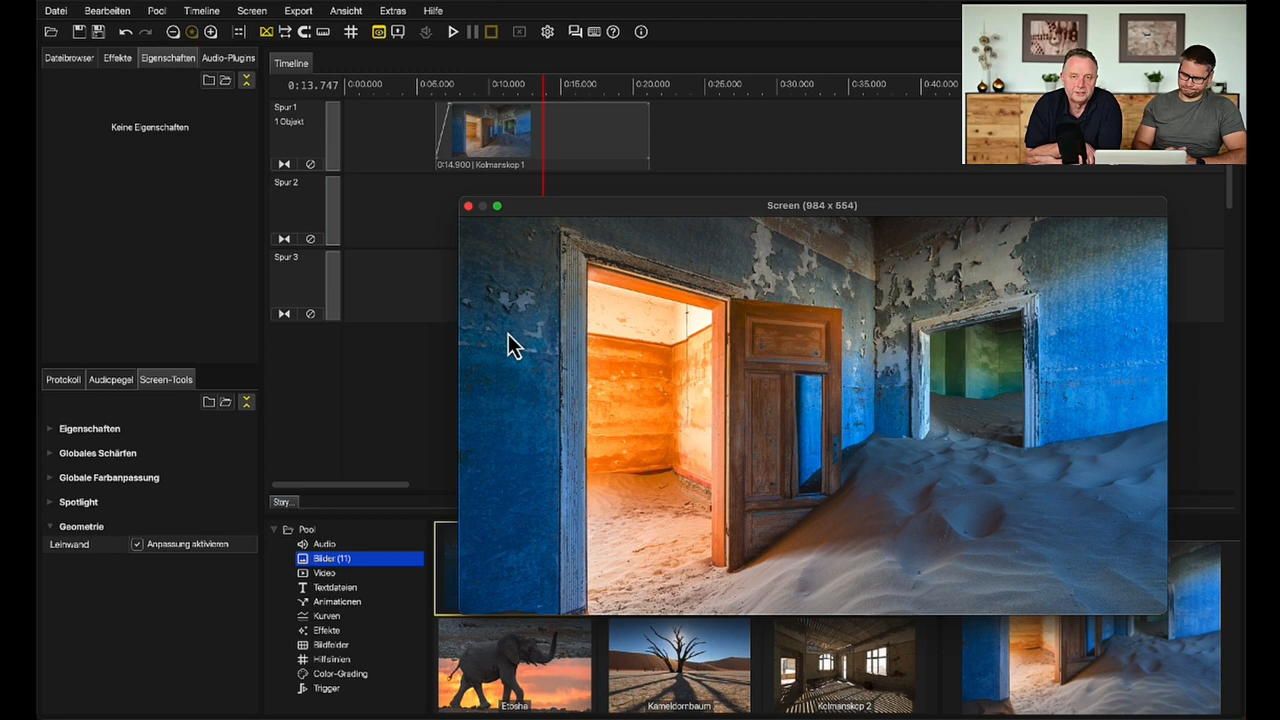 Datei Bearbeiten Pool Timeline Screen Export Ansicht Extras Hilfe
Dateibrowser Effekte Eigenschaften Audio-Plugins
Keine Eigenschaften
Timeline
0:13.747 0:00.000 0:05.000 0:10.000 0:15.000 0:20.000 0:25.000 0:30.000 0:35.000 0:40.000
Spur 1
1 Objekt
0:14.900 | Kolmanskop 1
Spur 2
Spur 3
Screen (984 x 554)
Protokoll Audiopegel Screen-Tools
Eigenschaften
Globales Schärfen
Globale Farbanpassung
Spotlight
Geometrie
Leinwand Anpassung aktivieren
Story...
Pool
Audio
Bilder (11)
Video
Textdateien
Animationen
Kurven
Effekte
Bildfelder
Hilfslinien
Color-Grading
Trigger
Etosha
Kameldornbaum
Kolmanskop 2